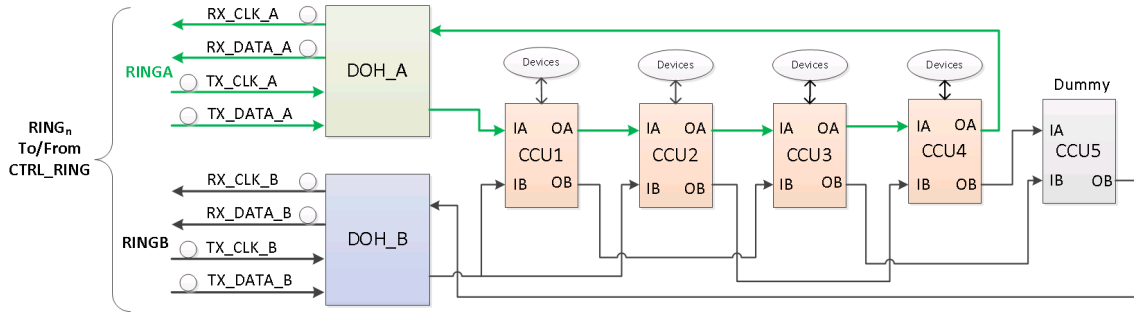 RINGn
To/From
CTRL_RING
RINGA
RX_CLK_A
RX_DATA_A
TX_CLK_A
TX_DATA_A
DOH_A
RINGB
RX_CLK_B
RX_DATA_B
TX_CLK_B
TX_DATA_B
DOH_B
Devices
IA OA
CCU1
IB OB
Devices
IA OA
CCU2
IB OB
Devices
IA OA
CCU3
IB OB
Devices
IA OA
CCU4
IB OB
Dummy
IA
CCU5
IB OB